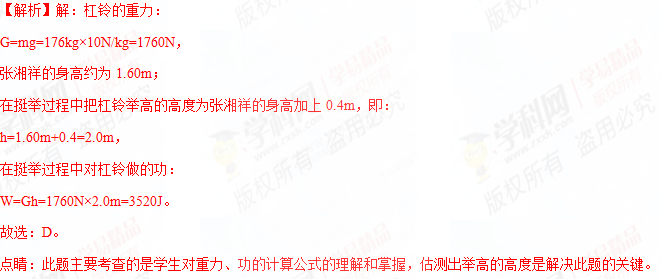 【解析】解：杠铃的重力：
G=mg=176kg×10N/kg=1760N，
张湘祥的身高约为 1.60m；
在挺举过程中把杠铃举高的高度为张湘祥的身高加上 0.4m，即：
h=1.60m+0.4=2.0m，
在挺举过程中对杠铃做的功：
W=Gh=1760N×2.0m=3520J。
故选：D。
点睛：此题主要考查的是学生对重力、功的计算公式的理解和掌握，估测出举高的高度是解决此题的关键。